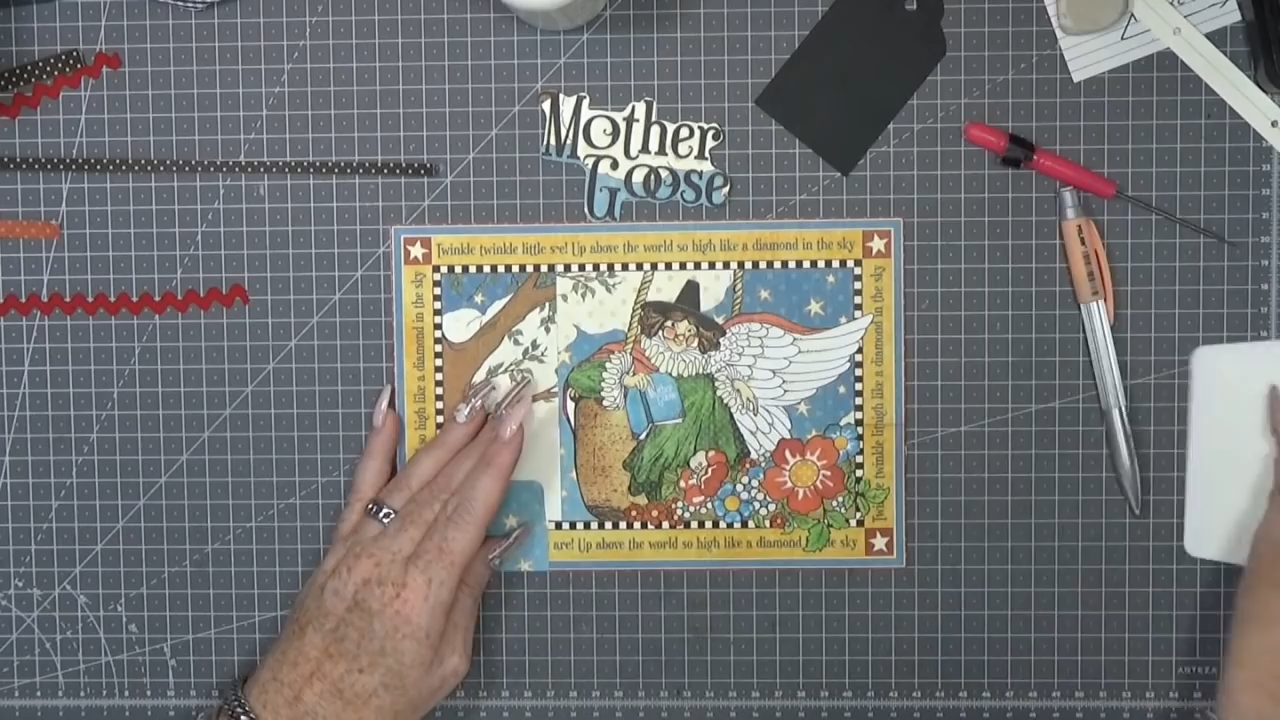 Mother
Goose
Twinkle twinkle little Up above the world so high like a diamond in the sky
so high like a diamond in the sky
Mother
Goose
are! Up above the world so high like a diamond sky
high like a diamond in the sky
Twinkle twinkle
ARTEZA